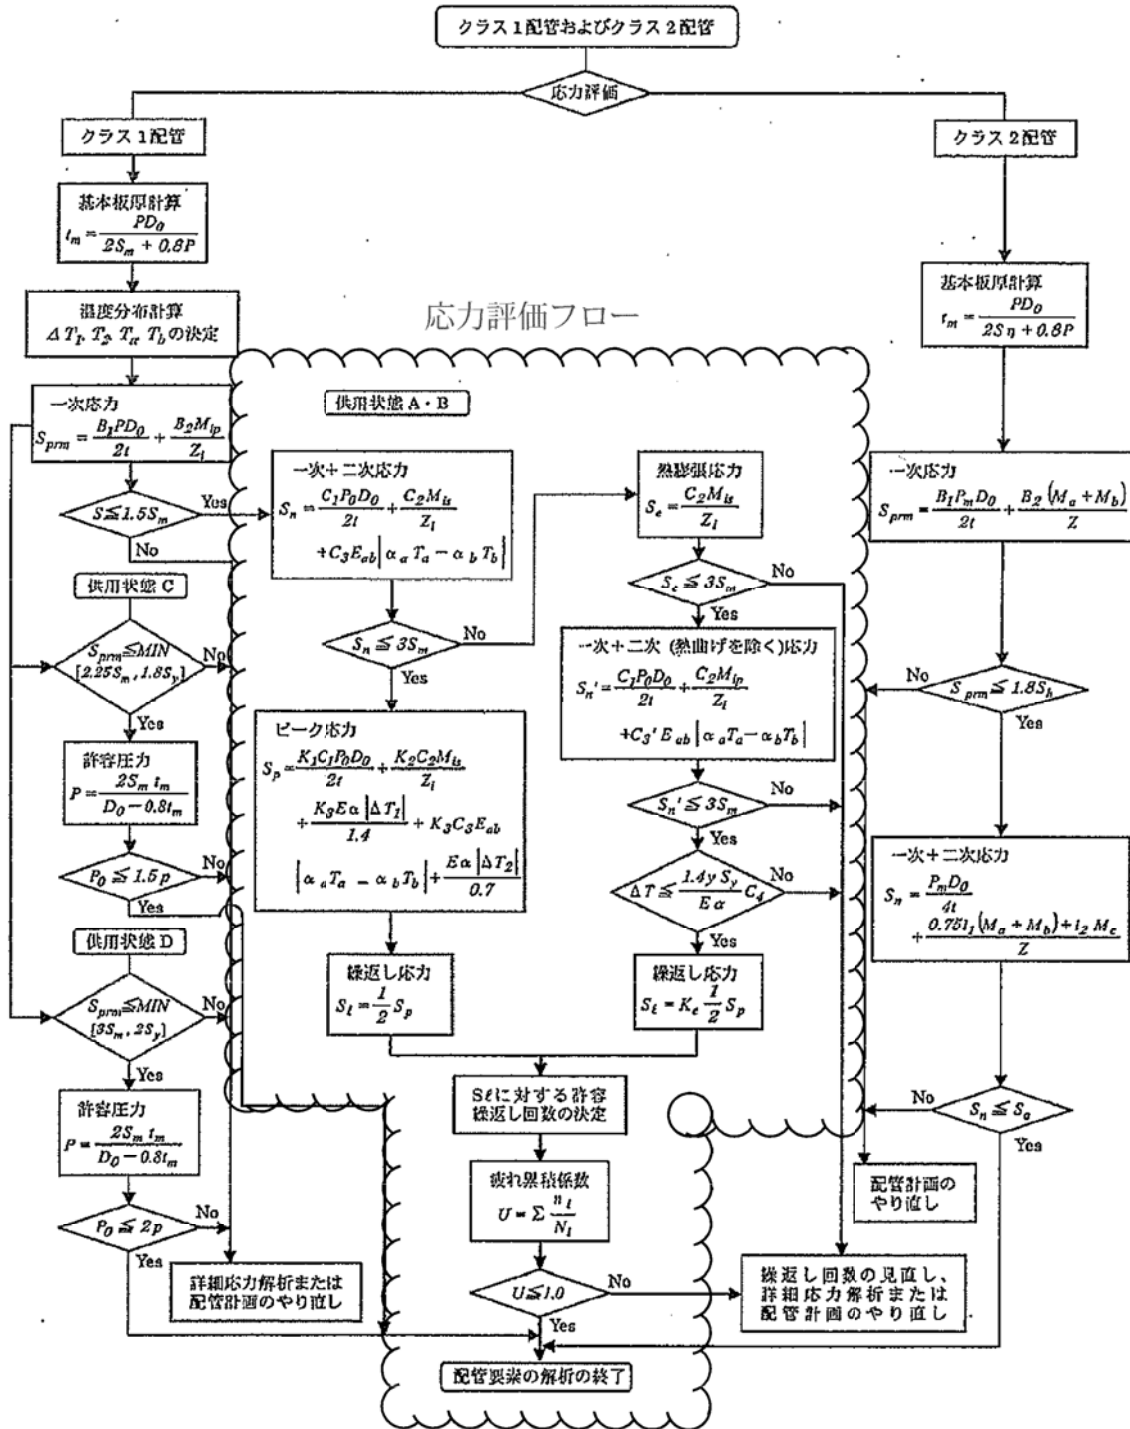 クラス1配管およびクラス2配管
応力評価
クラス1配管
クラス2配管
基本板厚計算
t_m = PD_0 / (2S_m + 0.8P)
温度分布計算
ΔT_1, T_2, T_a, T_bの決定
一次応力
S_prm = B_1PD_0 / 2t + B_2M_ip / Z_i
S≦1.5S_m
Yes
No
供用状態C
S_prm≦MIN
[2.25S_m, 1.8S_y]
No
Yes
許容圧力
P = 2S_m t_m / (D_0 − 0.8t_m)
P_0 ≦ 1.5p
No
Yes
供用状態D
S_prm≦MIN
[3S_m, 2S_y]
No
Yes
許容圧力
P = 2S_m t_m / (D_0 − 0.8t_m)
P_0 ≦ 2p
No
Yes
詳細応力解析または
配管計画のやり直し
応力評価フロー
供用状態A・B
一次+二次応力
S_n = C_1P_0D_0 / 2t + C_2M_is / Z_i
+C_3E_ab|α_a T_a − α_b T_b|
S_n ≦ 3S_m
No
Yes
ピーク応力
S_p = K_1C_1P_0D_0 / 2t + K_2C_2M_is / Z_i
+ K_3Eα|ΔT_1| / 1.4 + K_3C_3E_ab
|α_a T_a − α_b T_b| + Eα|ΔT_2| / 0.7
繰返し応力
S_ℓ = 1/2 S_p
熱膨張応力
S_e = C_2M_is / Z_i
S_e ≦ 3S_m
No
Yes
一次+二次(熱曲げを除く)応力
S_n' = C_1P_0D_0 / 2t + C_2M_ip / Z_i
+C_3'E_ab|α_a T_a − α_b T_b|
S_n' ≦ 3S_m
No
Yes
ΔT ≦ 1.4y S_y / Eα C_4
No
Yes
繰返し応力
S_ℓ = K_e 1/2 S_p
Sℓに対する許容
繰返し回数の決定
疲れ累積係数
U = Σ n_i / N_i
U≦1.0
No
Yes
配管要素の解析の終了
繰返し回数の見直し、
詳細応力解析または
配管計画のやり直し
基本板厚計算
t_m = PD_0 / (2Sη + 0.8P)
一次応力
S_prm = B_1P_mD_0 / 2t + B_2(M_a + M_b) / Z
S_prm ≦ 1.8S_h
No
Yes
一次+二次応力
S_n = P_mD_0 / 4t
+ 0.75i_1(M_a + M_b) + i_2 M_c / Z
S_n ≦ S_a
No
Yes
配管計画の
やり直し